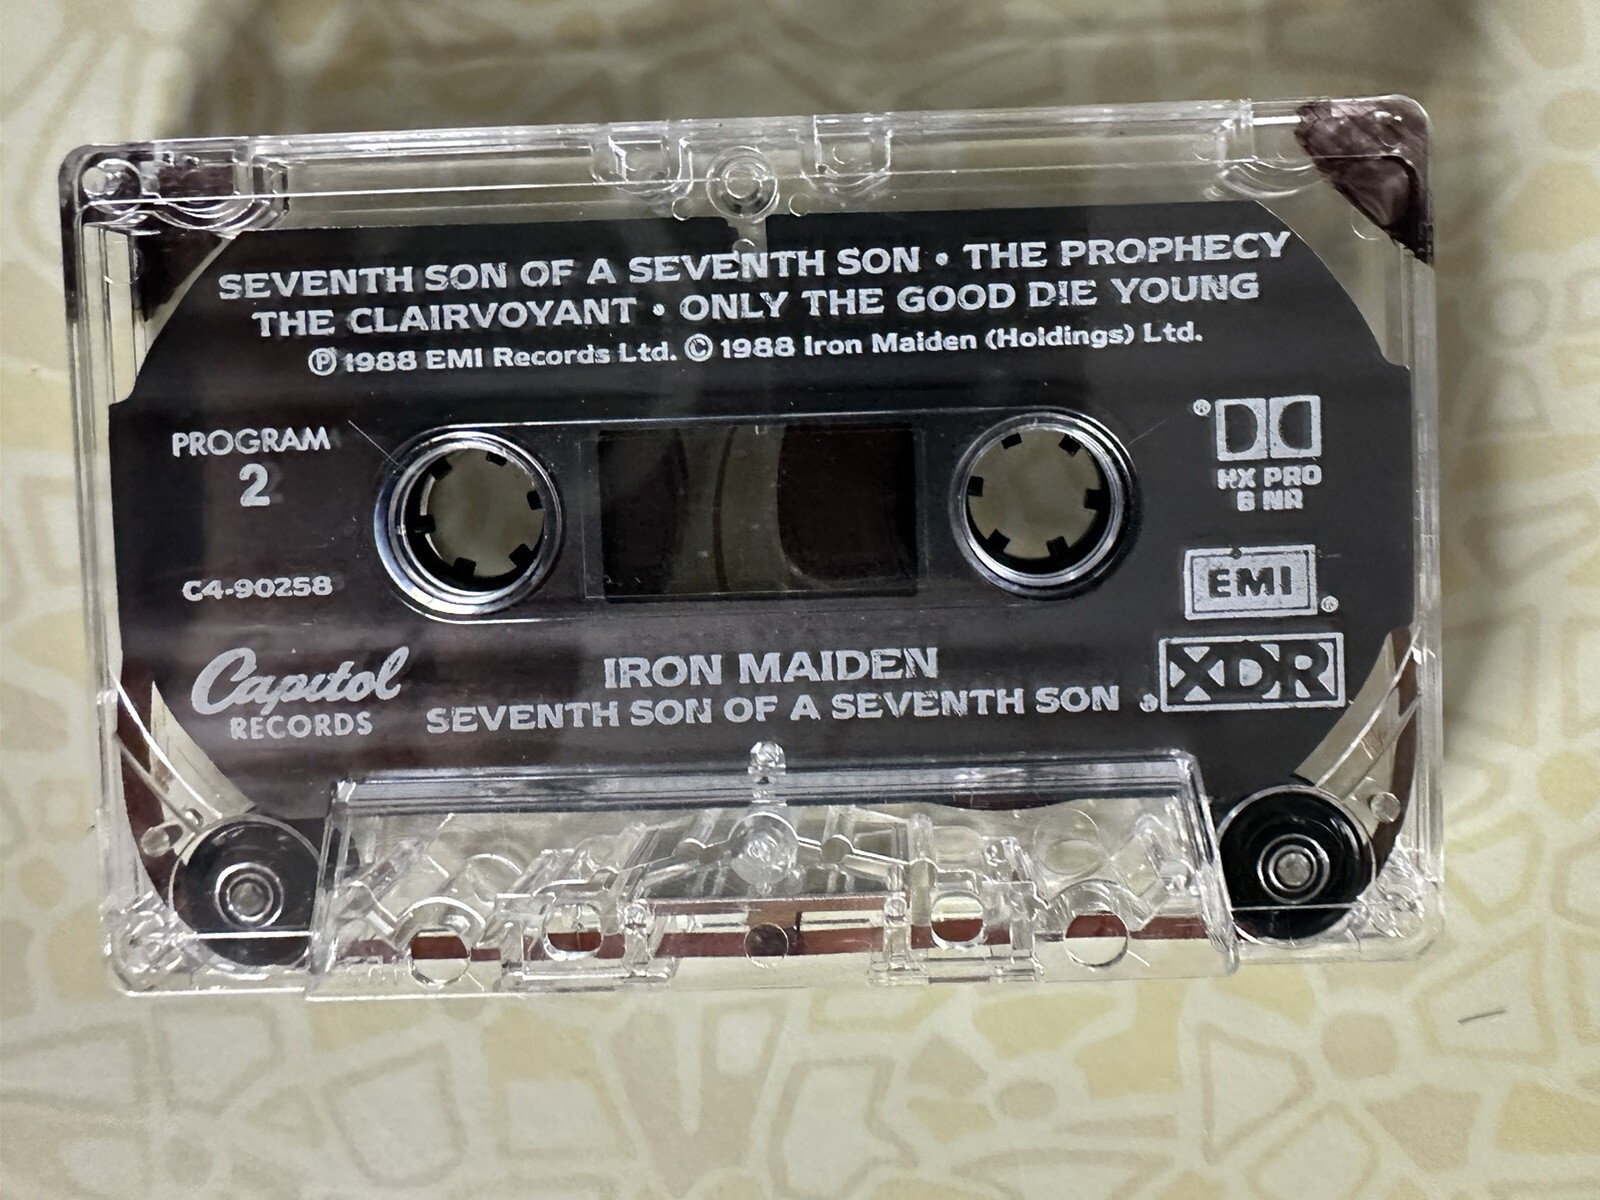 SEVENTH SON OF A SEVENTH SON • THE PROPHECY
THE CLAIRVOYANT • ONLY THE GOOD DIE YOUNG
℗ 1988 EMI Records Ltd. © 1988 Iron Maiden (Holdings) Ltd.
PROGRAM
2
C4-90258
Capitol
RECORDS
®
HX PRO
B NR
EMI ®
IRON MAIDEN
SEVENTH SON OF A SEVENTH SON
® XDR